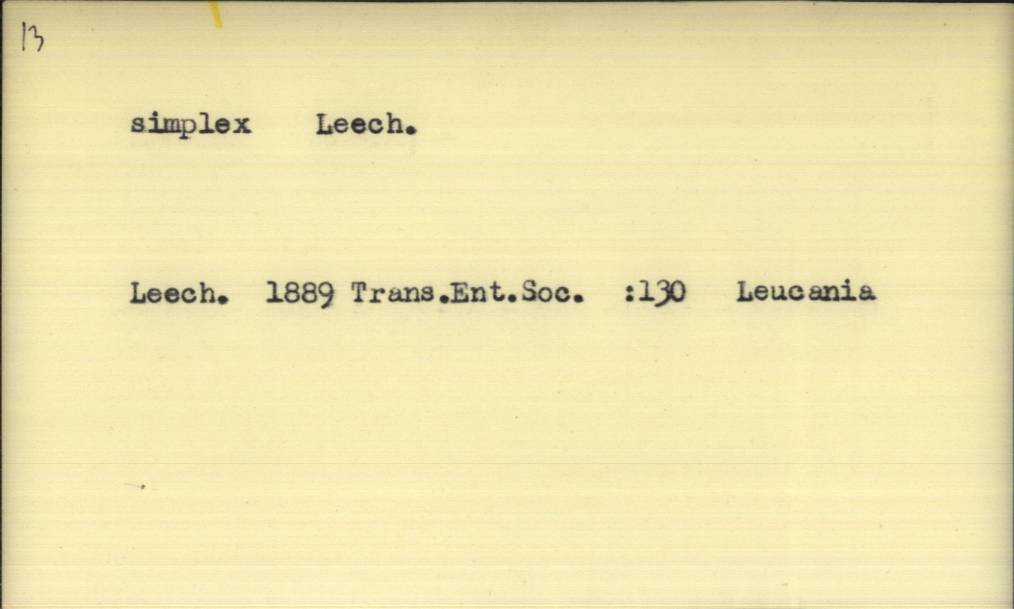 13
simplex Leech.
Leech. 1889 Trans.Ent.Soc. :130 Leucania